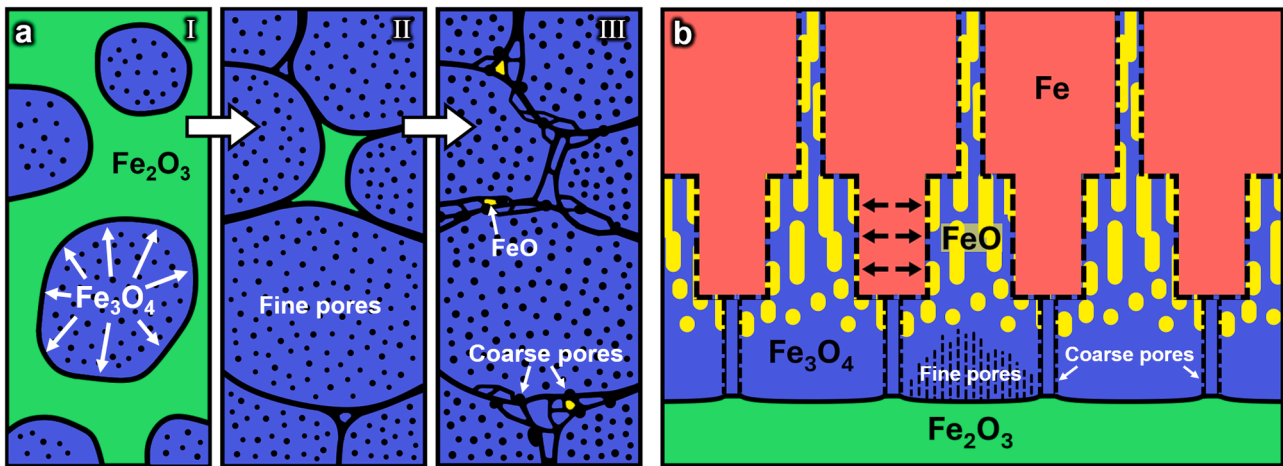 a
I
II
III
Fe₂O₃
Fe₃O₄
Fine pores
FeO
Coarse pores
b
Fe
FeO
Fe₃O₄
Fine pores
Coarse pores
Fe₂O₃